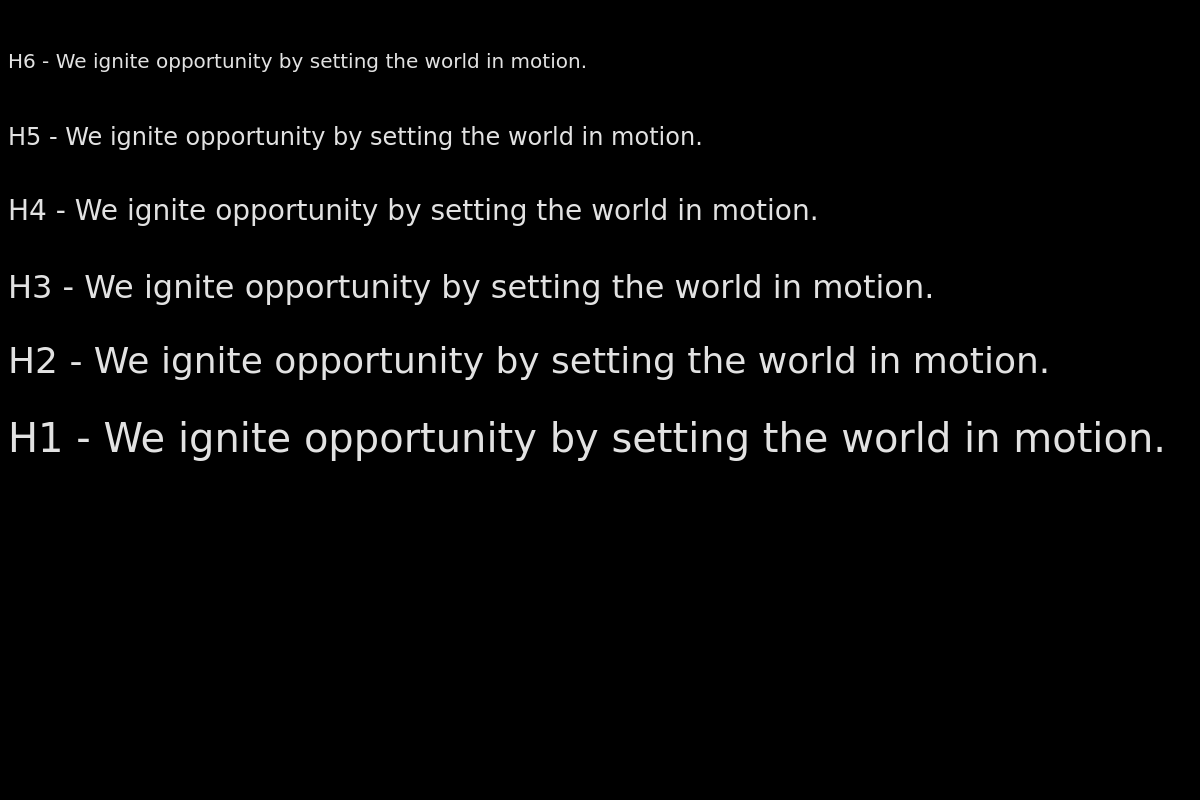 H6 - We ignite opportunity by setting the world in motion.
H5 - We ignite opportunity by setting the world in motion.
H4 - We ignite opportunity by setting the world in motion.
H3 - We ignite opportunity by setting the world in motion.
H2 - We ignite opportunity by setting the world in motion.
H1 - We ignite opportunity by setting the world in motion.